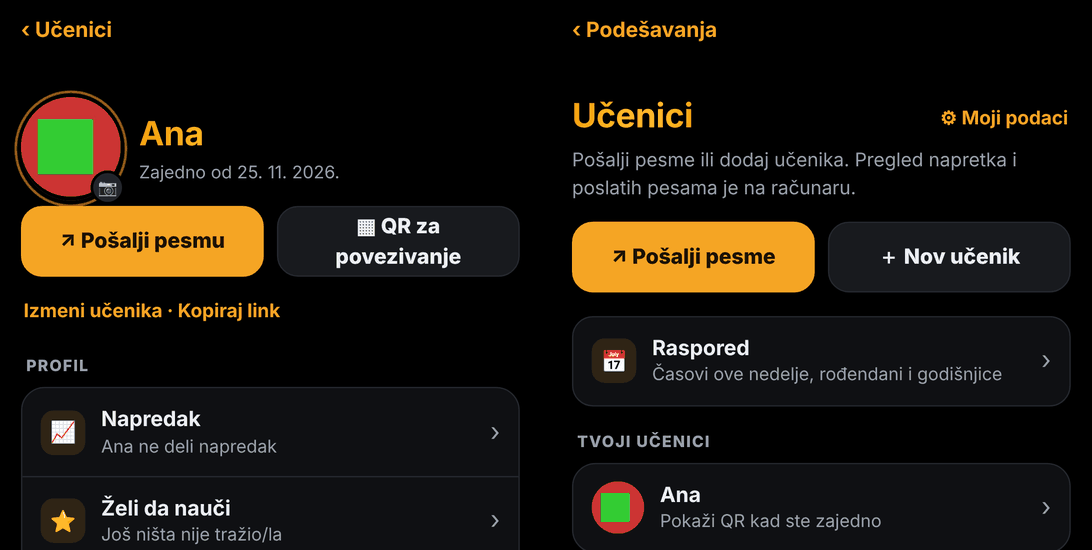 ‹ Učenici
Ana
Zajedno od 25. 11. 2026.
Pošalji pesmu
QR za
povezivanje
Izmeni učenika · Kopiraj link
PROFIL
Napredak
Ana ne deli napredak
Želi da nauči
Još ništa nije tražio/la
‹ Podešavanja
Učenici
Moji podaci
Pošalji pesme ili dodaj učenika. Pregled napretka i
poslatih pesama je na računaru.
Pošalji pesme
+ Nov učenik
July
17
Raspored
Časovi ove nedelje, rođendani i godišnjice
TVOJI UČENICI
Ana
Pokaži QR kad ste zajedno